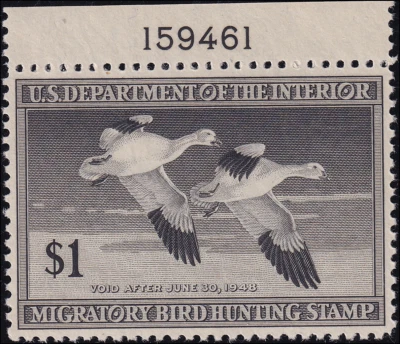 159461
U.S. DEPARTMENT OF THE INTERIOR
$1
VOID AFTER JUNE 30, 1948
MIGRATORY BIRD HUNTING STAMP